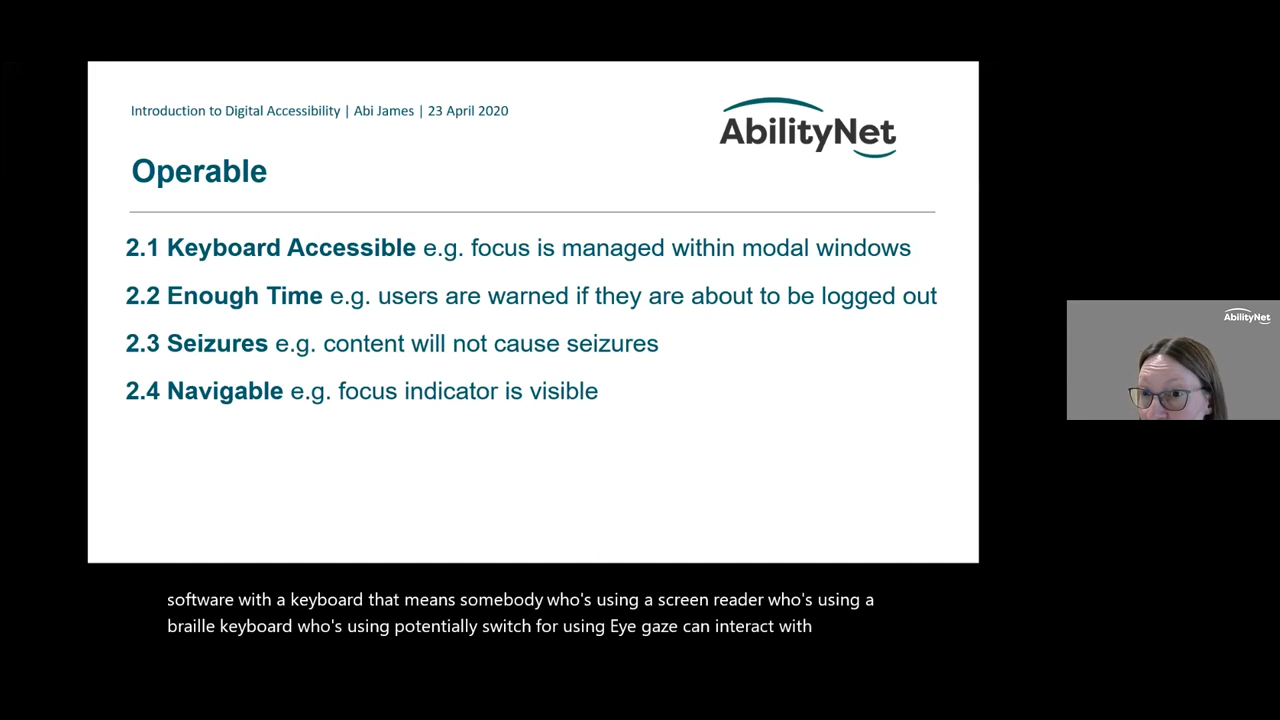 Introduction to Digital Accessibility | Abi James | 23 April 2020
AbilityNet
Operable
2.1 Keyboard Accessible e.g. focus is managed within modal windows
2.2 Enough Time e.g. users are warned if they are about to be logged out
2.3 Seizures e.g. content will not cause seizures
2.4 Navigable e.g. focus indicator is visible
AbilityNet
software with a keyboard that means somebody who's using a screen reader who's using a
braille keyboard who's using potentially switch for using Eye gaze can interact with